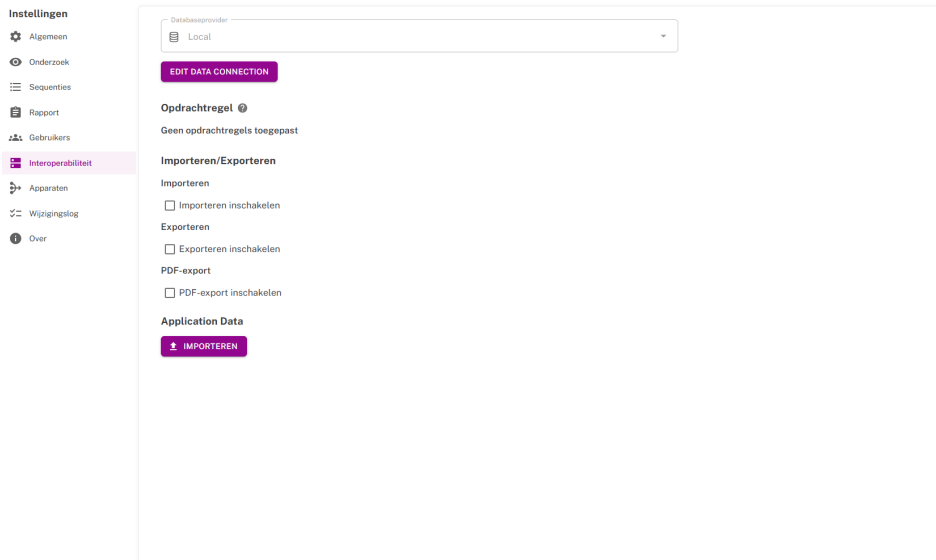 Instellingen
Algemeen
Onderzoek
Sequenties
Rapport
Gebruikers
Interoperabiliteit
Apparaten
Wijzigingslog
Over
Databaseprovider
Local
EDIT DATA CONNECTION
Opdrachtregel
Geen opdrachtregels toegepast
Importeren/Exporteren
Importeren
Importeren inschakelen
Exporteren
Exporteren inschakelen
PDF-export
PDF-export inschakelen
Application Data
IMPORTEREN